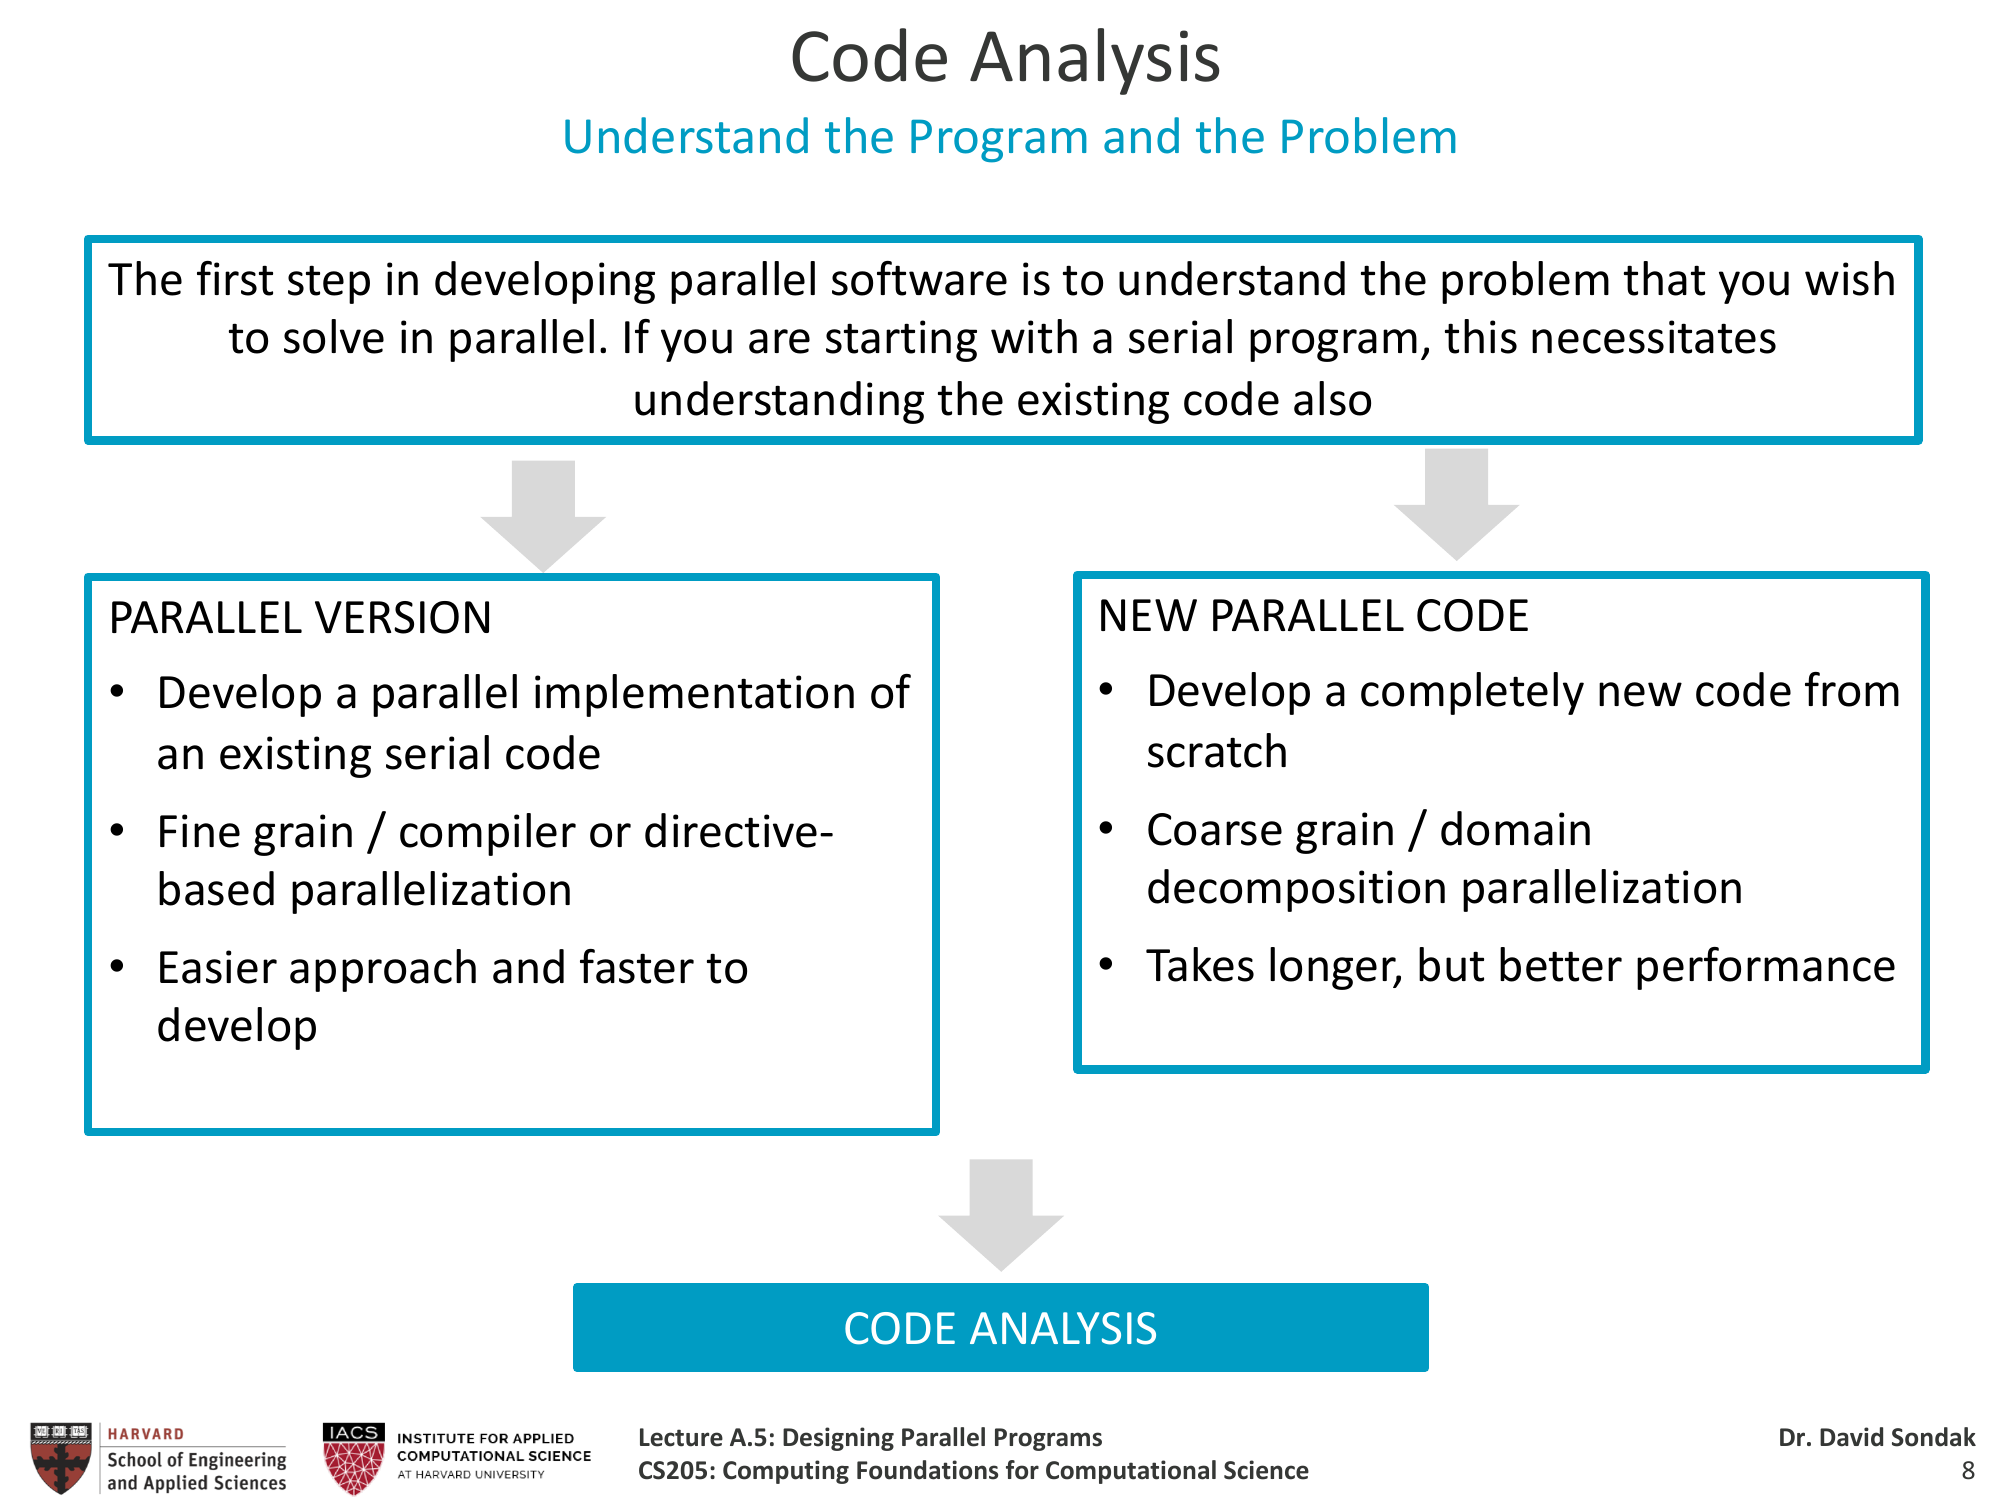 Code Analysis
Understand the Program and the Problem
The first step in developing parallel software is to understand the problem that you wish
to solve in parallel. If you are starting with a serial program, this necessitates
understanding the existing code also
PARALLEL VERSION
• Develop a parallel implementation of
an existing serial code
• Fine grain / compiler or directive-
based parallelization
• Easier approach and faster to
develop
NEW PARALLEL CODE
• Develop a completely new code from
scratch
• Coarse grain / domain
decomposition parallelization
• Takes longer, but better performance
CODE ANALYSIS
HARVARD
School of Engineering
and Applied Sciences
IACS
INSTITUTE FOR APPLIED
COMPUTATIONAL SCIENCE
AT HARVARD UNIVERSITY
Lecture A.5: Designing Parallel Programs
CS205: Computing Foundations for Computational Science
Dr. David Sondak
8